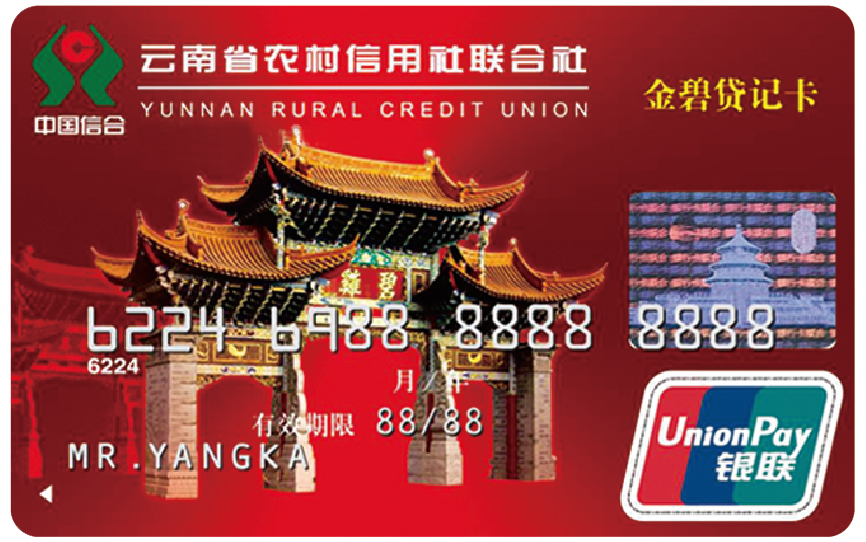 云南省农村信用社联合社
YUNNAN RURAL CREDIT UNION
中国信合
金碧贷记卡
碧雞
6224 6988 8888 8888
6224
月/年
有效期限 88/88
MR.YANGKA
UnionPay
银联